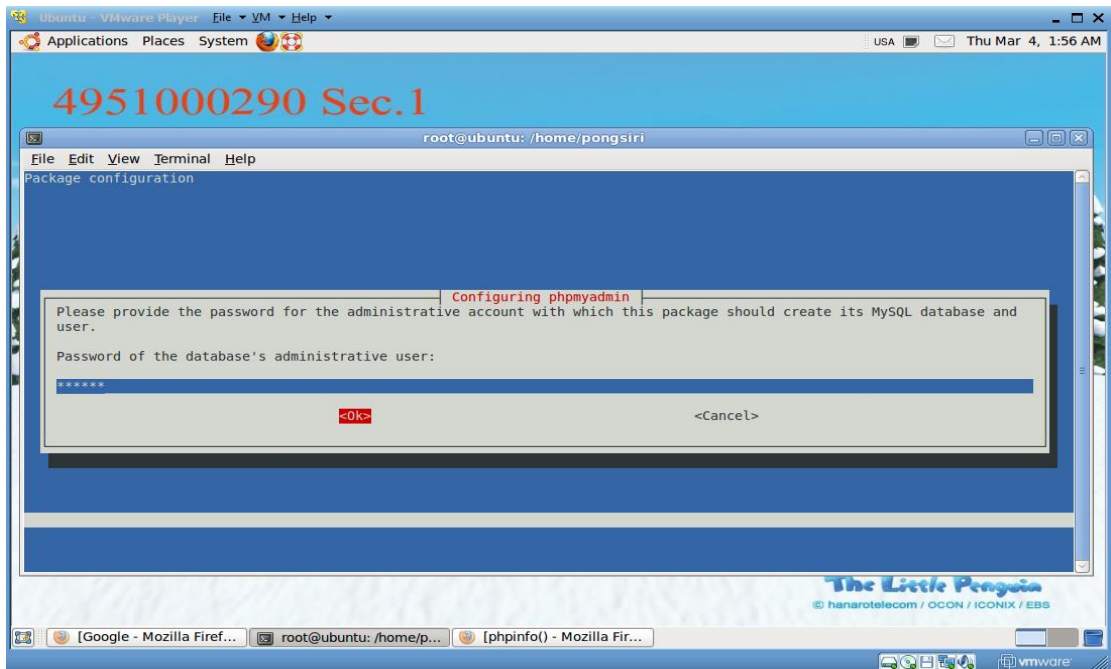 Ubuntu - VMware Player File VM Help
Applications Places System USA Thu Mar 4, 1:56 AM
4951000290 Sec.1
root@ubuntu: /home/pongsiri
File Edit View Terminal Help
Package configuration
Configuring phpmyadmin
Please provide the password for the administrative account with which this package should create its MySQL database and
user.
Password of the database's administrative user:
******
<Ok> <Cancel>
The Little Penguin
© hanarotelecom / OCON / ICONIX / EBS
[Google - Mozilla Firef... root@ubuntu: /home/p... [phpinfo() - Mozilla Fir...
vmware